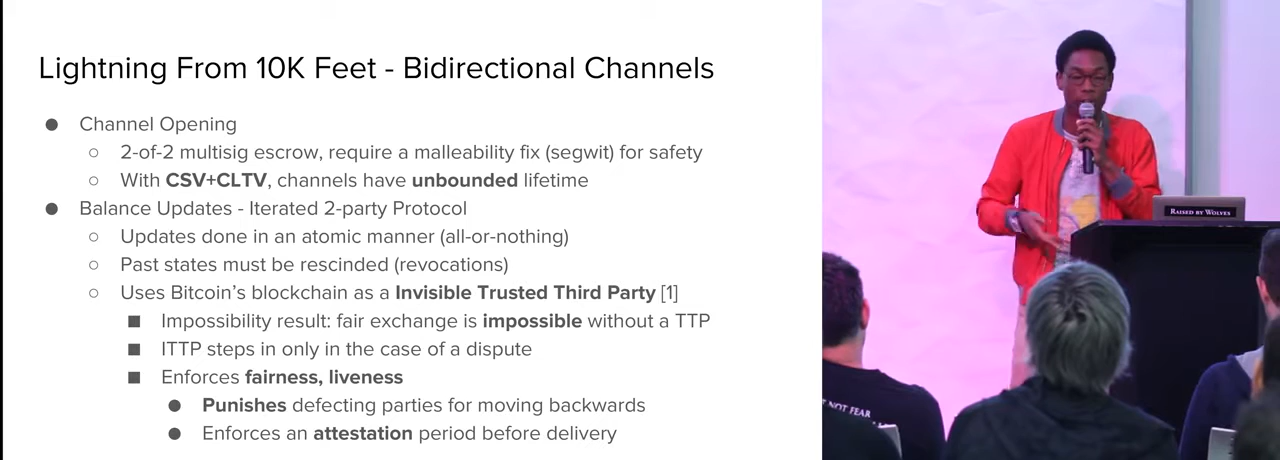 Lightning From 10K Feet - Bidirectional Channels
● Channel Opening
○ 2-of-2 multisig escrow, require a malleability fix (segwit) for safety
○ With CSV+CLTV, channels have unbounded lifetime
● Balance Updates - Iterated 2-party Protocol
○ Updates done in an atomic manner (all-or-nothing)
○ Past states must be rescinded (revocations)
○ Uses Bitcoin's blockchain as a Invisible Trusted Third Party [1]
■ Impossibility result: fair exchange is impossible without a TTP
■ ITTP steps in only in the case of a dispute
■ Enforces fairness, liveness
● Punishes defecting parties for moving backwards
● Enforces an attestation period before delivery
RAISED BY WOLVES
NOT FEAR